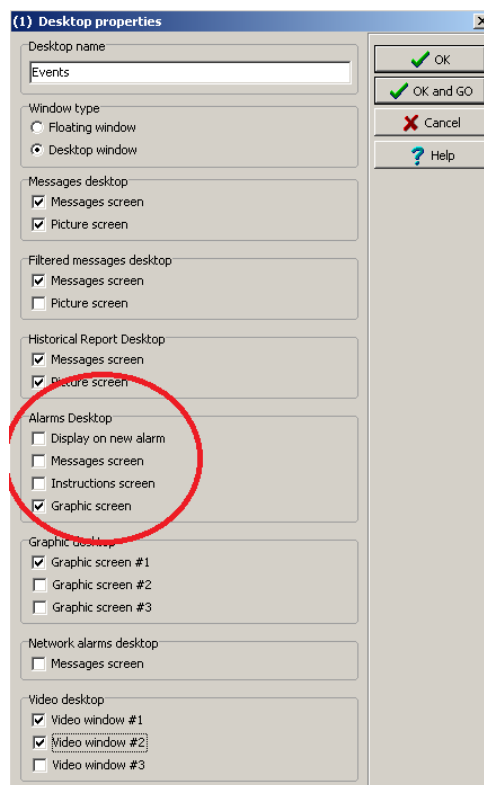 (1) Desktop properties
Desktop name
Events
OK
OK and GO
Cancel
Help
Window type
Floating window
Desktop window
Messages desktop
Messages screen
Picture screen
Filtered messages desktop
Messages screen
Picture screen
Historical Report Desktop
Messages screen
Picture screen
Alarms Desktop
Display on new alarm
Messages screen
Instructions screen
Graphic screen
Graphic desktop
Graphic screen #1
Graphic screen #2
Graphic screen #3
Network alarms desktop
Messages screen
Video desktop
Video window #1
Video window #2
Video window #3